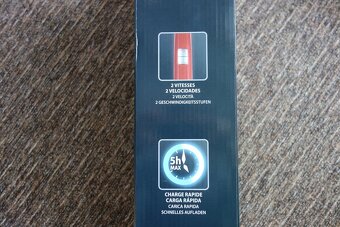 2 VITESSES
2 VELOCIDADES
2 VELOCITÀ
2 GESCHWINDIGKEITSSTUFEN
5h
MAX
CHARGE RAPIDE
CARGA RÁPIDA
CARICA RAPIDA
SCHNELLES AUFLADEN